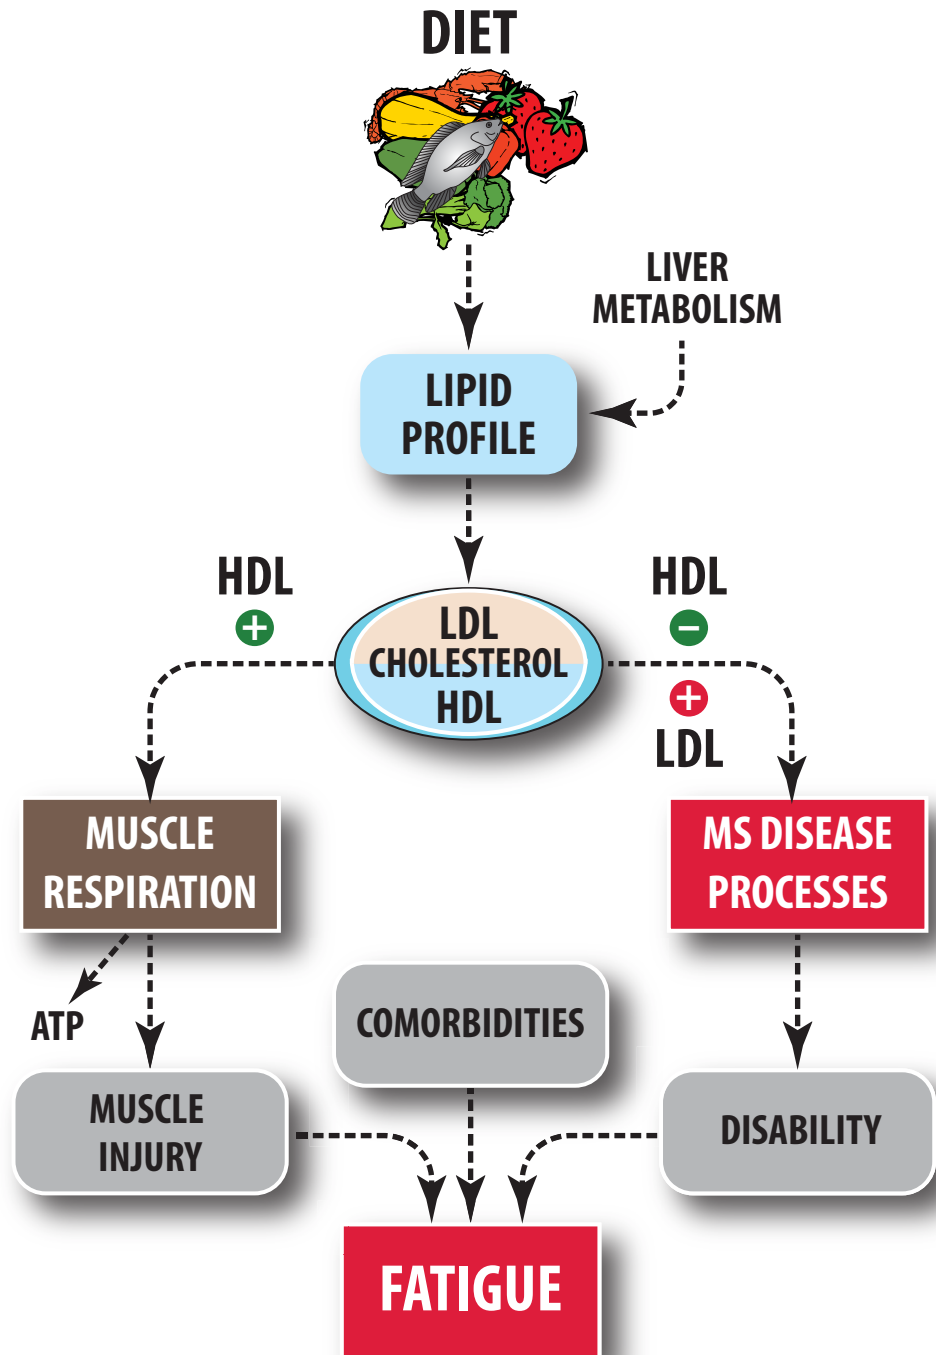 DIET
LIVER
METABOLISM
LIPID
PROFILE
HDL
+
HDL
−
LDL
CHOLESTEROL
HDL
+
LDL
MUSCLE
RESPIRATION
MS DISEASE
PROCESSES
ATP
COMORBIDITIES
MUSCLE
INJURY
DISABILITY
FATIGUE